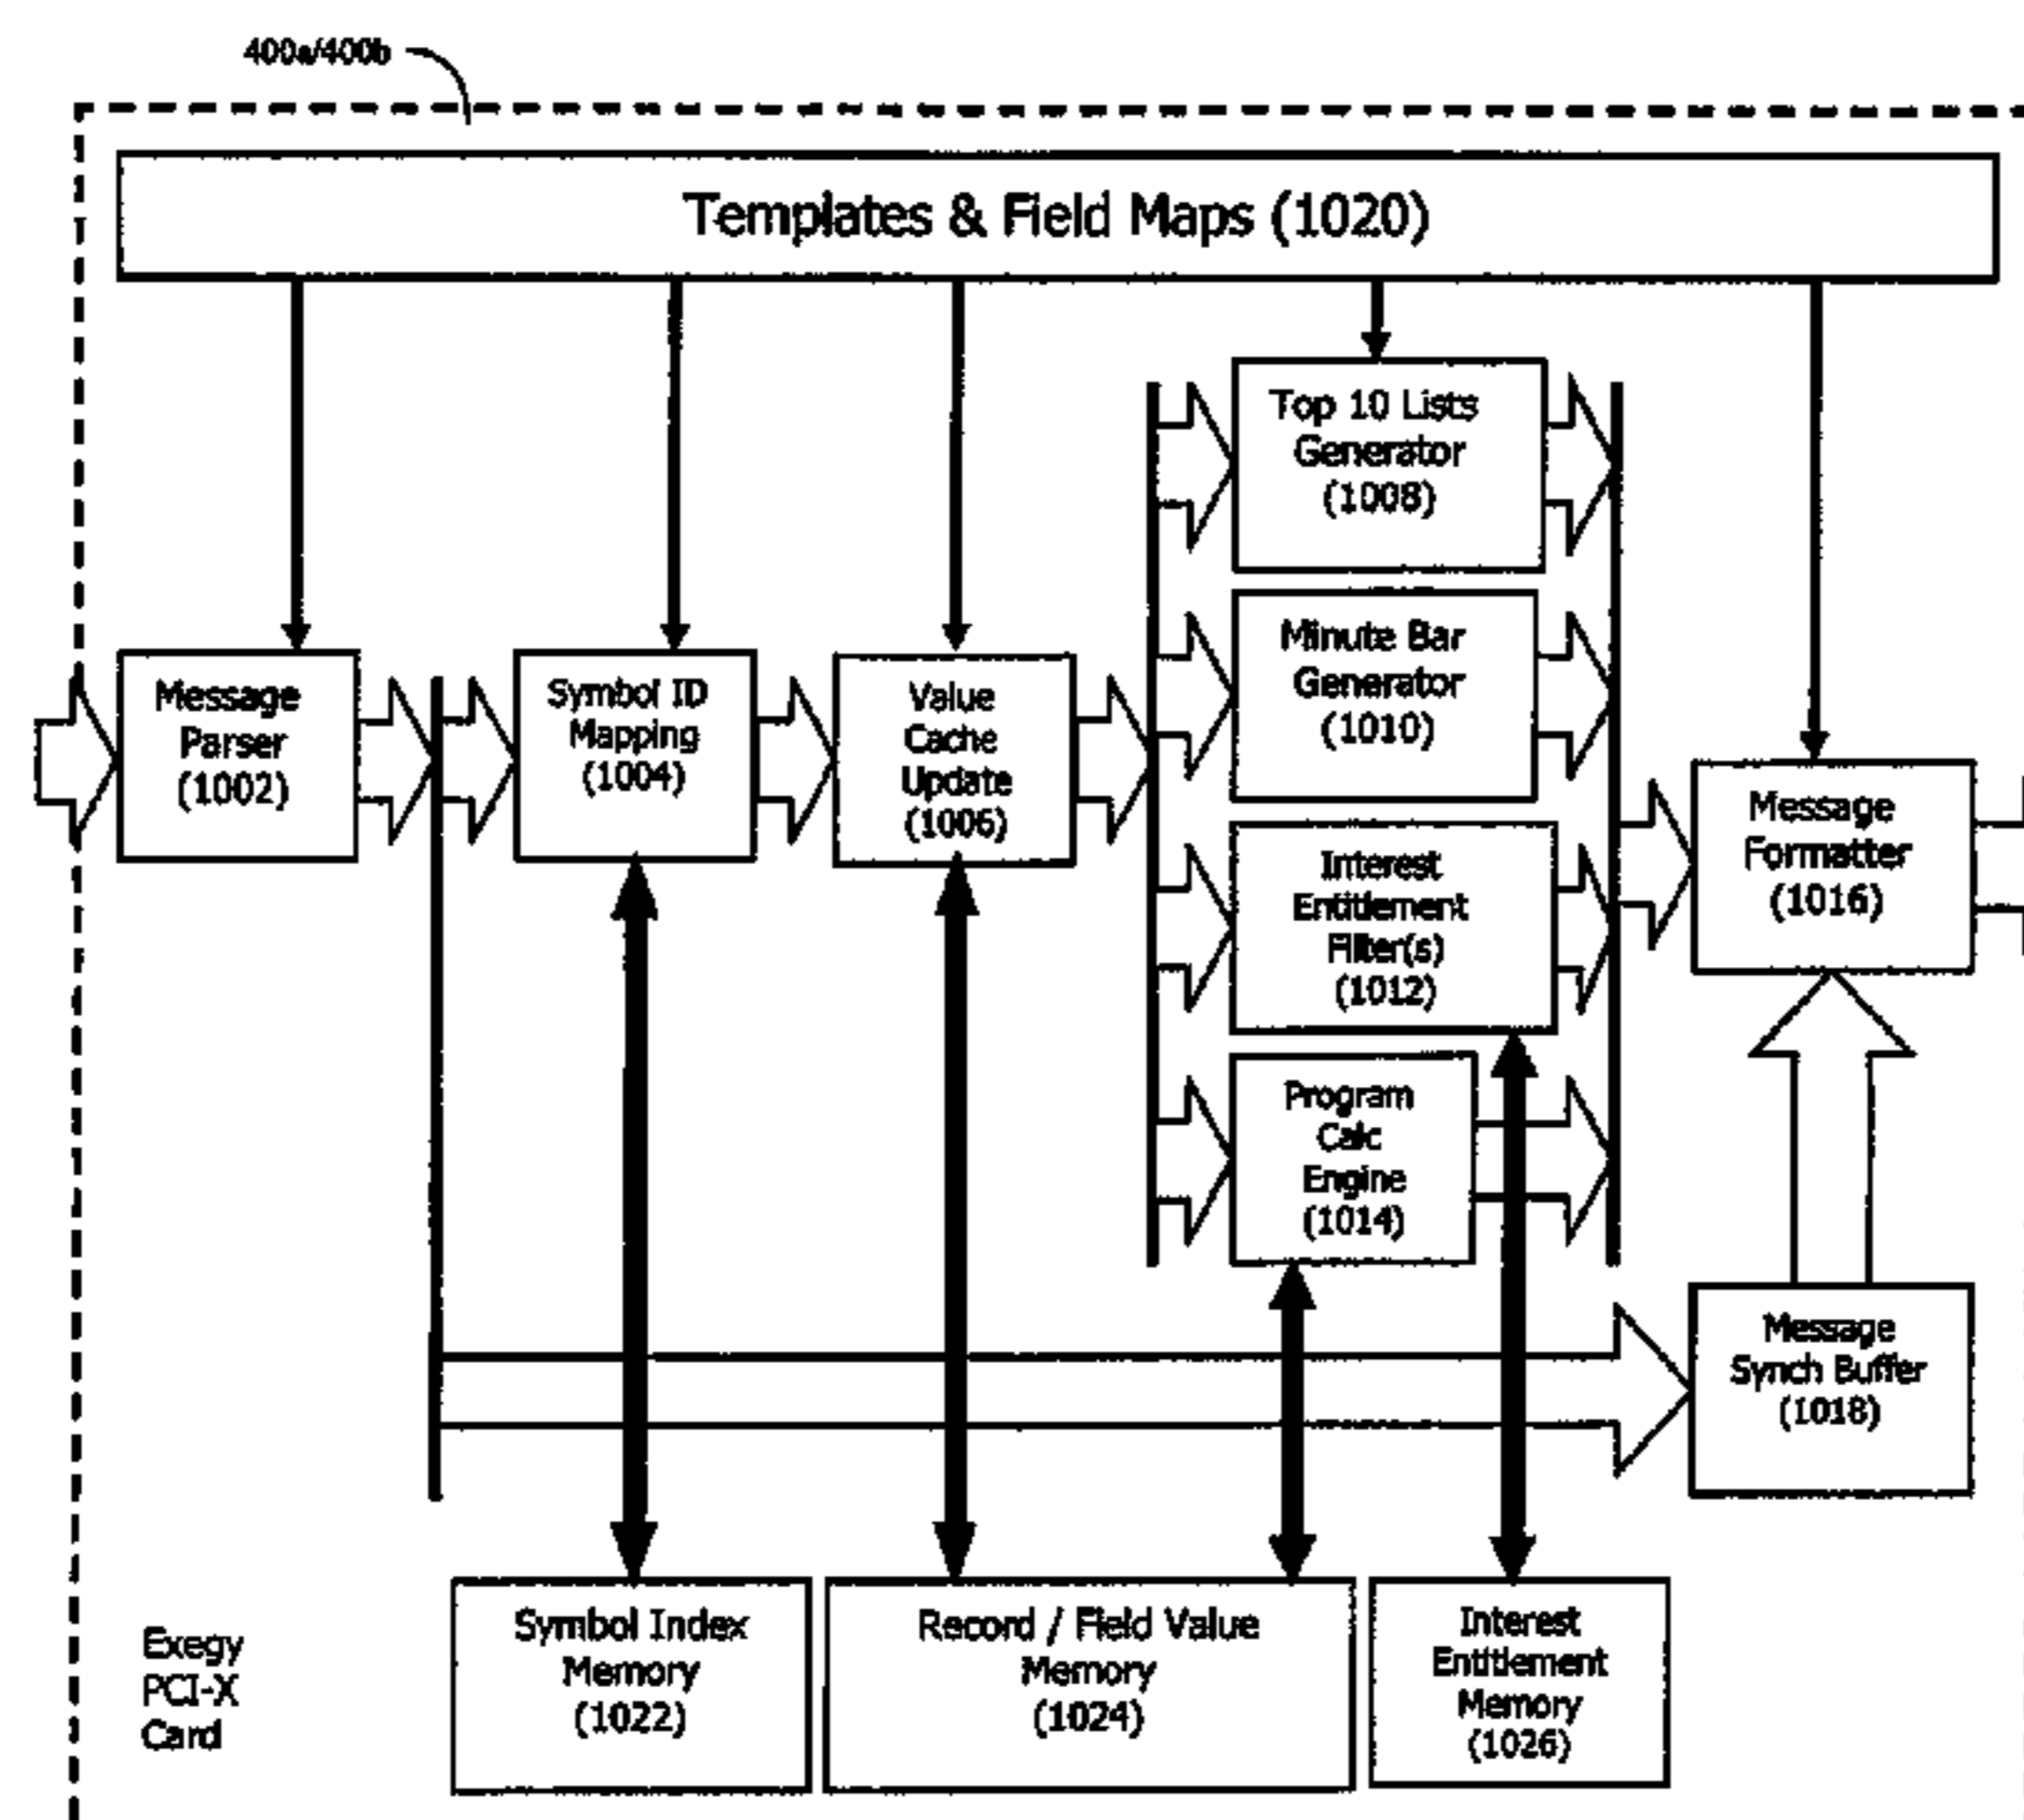 400a/400b
Templates & Field Maps (1020)
Top 10 Lists
Generator
(1008)
Message
Parser
(1002)
Symbol ID
Mapping
(1004)
Value
Cache
Update
(1006)
Minute Bar
Generator
(1010)
Interest
Entitlement
Filter(s)
(1012)
Program
Calc
Engine
(1014)
Message
Formatter
(1016)
Message
Synch Buffer
(1018)
Exegy
PCI-X
Card
Symbol Index
Memory
(1022)
Record / Field Value
Memory
(1024)
Interest
Entitlement
Memory
(1026)